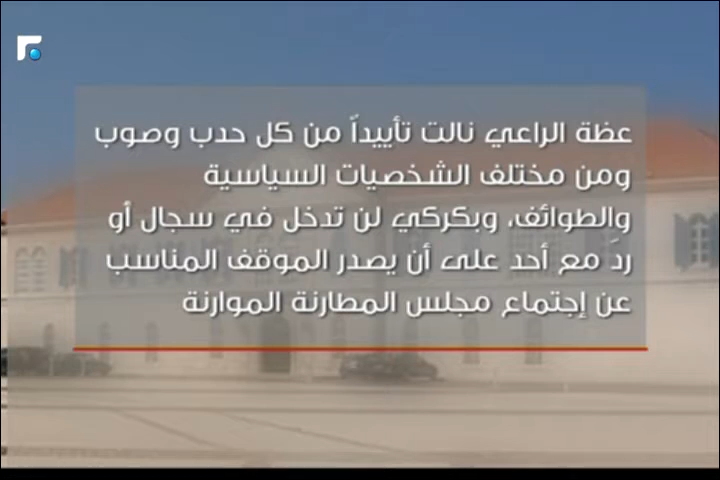 عظة الراعي نالت تأييداً من كل حدب وصوب
ومن مختلف الشخصيات السياسية
والطوائف، وبكركي لن تدخل في سجال أو
ردَ مع أحد على أن يصدر الموقف المناسب
عن إجتماع مجلس المطارنة الموارنة